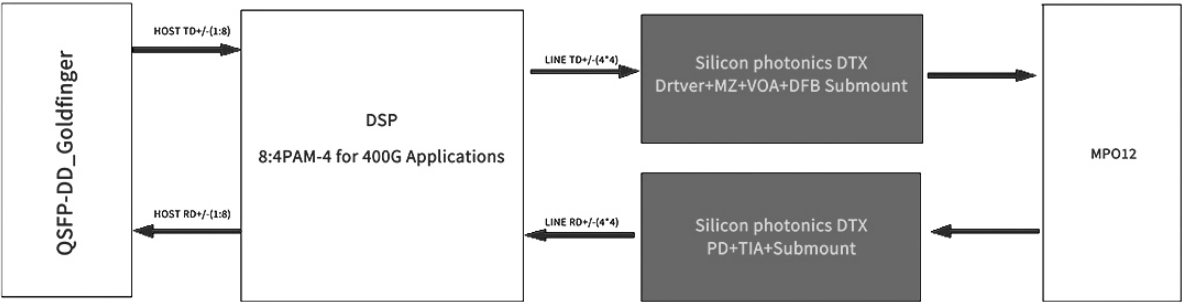 QSFP-DD_Goldfinger
HOST TD+/-(1:8)
HOST RD+/-(1:8)
DSP
8:4PAM-4 for 400G Applications
LINE TD+/-(4*4)
LINE RD+/-(4*4)
Silicon photonics DTX
Drtver+MZ+VOA+DFB Submount
Silicon photonics DTX
PD+TIA+Submount
MPO12